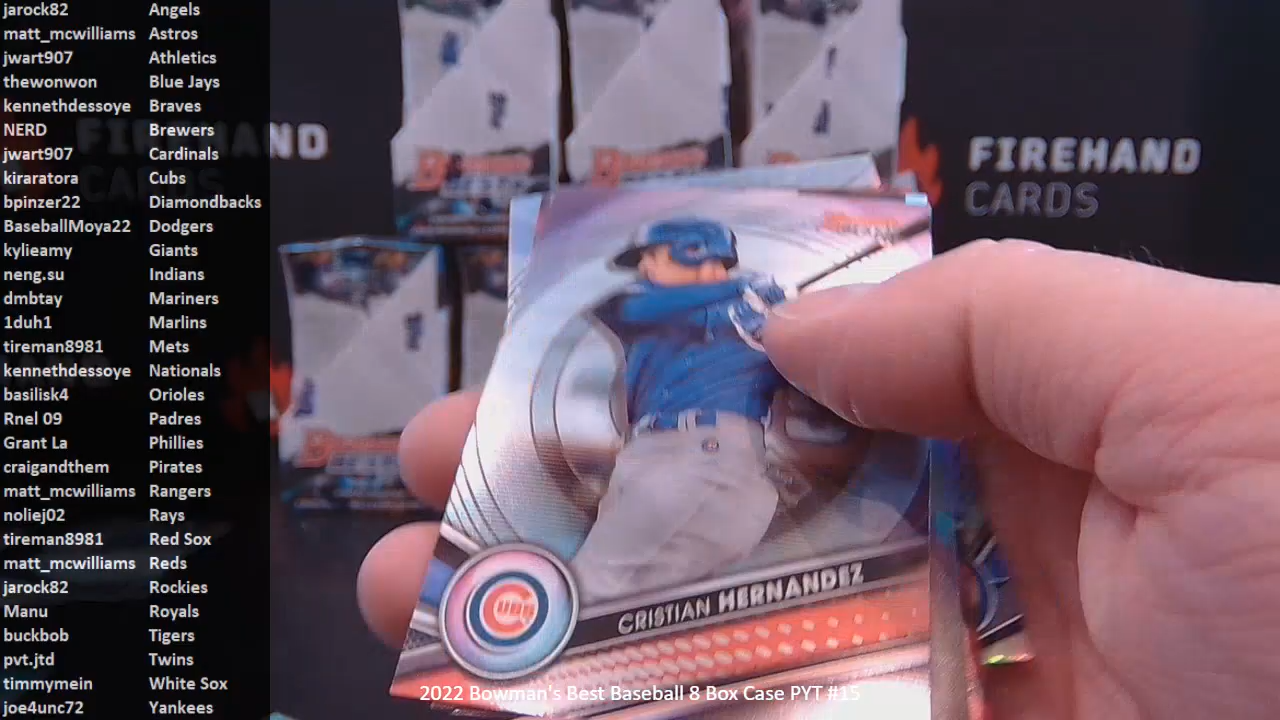 jarock82 Angels
matt_mcwilliams Astros
jwart907 Athletics
thewonwon Blue Jays
kennethdessoye Braves
NERD Brewers
jwart907 Cardinals
kiraratora Cubs
bpinzer22 Diamondbacks
BaseballMoya22 Dodgers
kylieamy Giants
neng.su Indians
dmbtay Mariners
1duh1 Marlins
tireman8981 Mets
kennethdessoye Nationals
basilisk4 Orioles
Rnel 09 Padres
Grant La Phillies
craigandthem Pirates
matt_mcwilliams Rangers
noliej02 Rays
tireman8981 Red Sox
matt_mcwilliams Reds
jarock82 Rockies
Manu Royals
buckbob Tigers
pvt.jtd Twins
timmymein White Sox
joe4unc72 Yankees
FIREHAND
CARDS
FIREHAND
CARDS
CUBS
CRISTIAN HERNANDEZ
2022 Bowman's Best Baseball 8 Box Case PYT #15